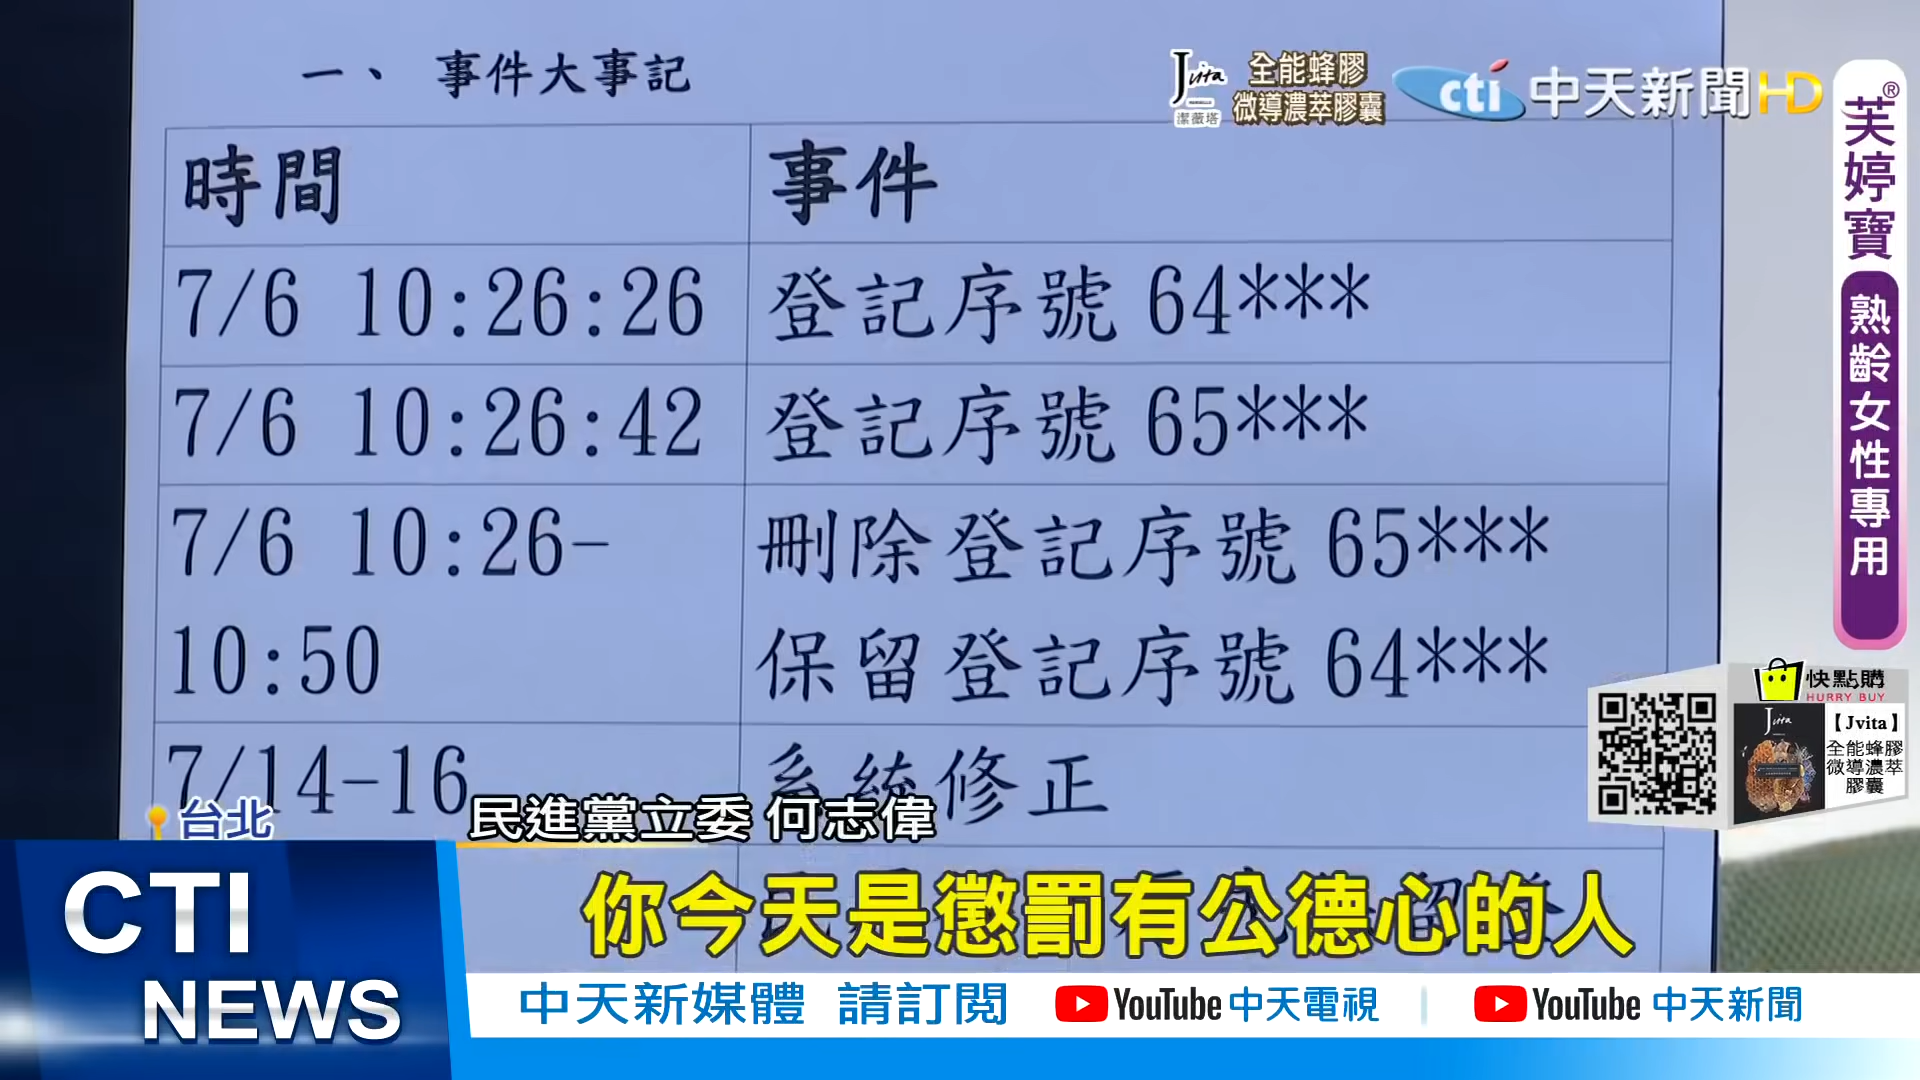 一、 事件大事記
Jvita
潔薇塔
全能蜂膠
微導濃萃膠囊
cti 中天新聞HD
時間 事件
7/6 10:26:26 登記序號 64***
7/6 10:26:42 登記序號 65***
7/6 10:26-
10:50
刪除登記序號 65***
保留登記序號 64***
7/14-16 系統修正
芙婷寶®
熟齡女性專用
快點購
HURRY BUY
Jvita
【Jvita】
全能蜂膠
微導濃萃
膠囊
台北
民進黨立委 何志偉
你今天是懲罰有公德心的人
CTI
NEWS
中天新媒體 請訂閱 YouTube 中天電視 | YouTube 中天新聞